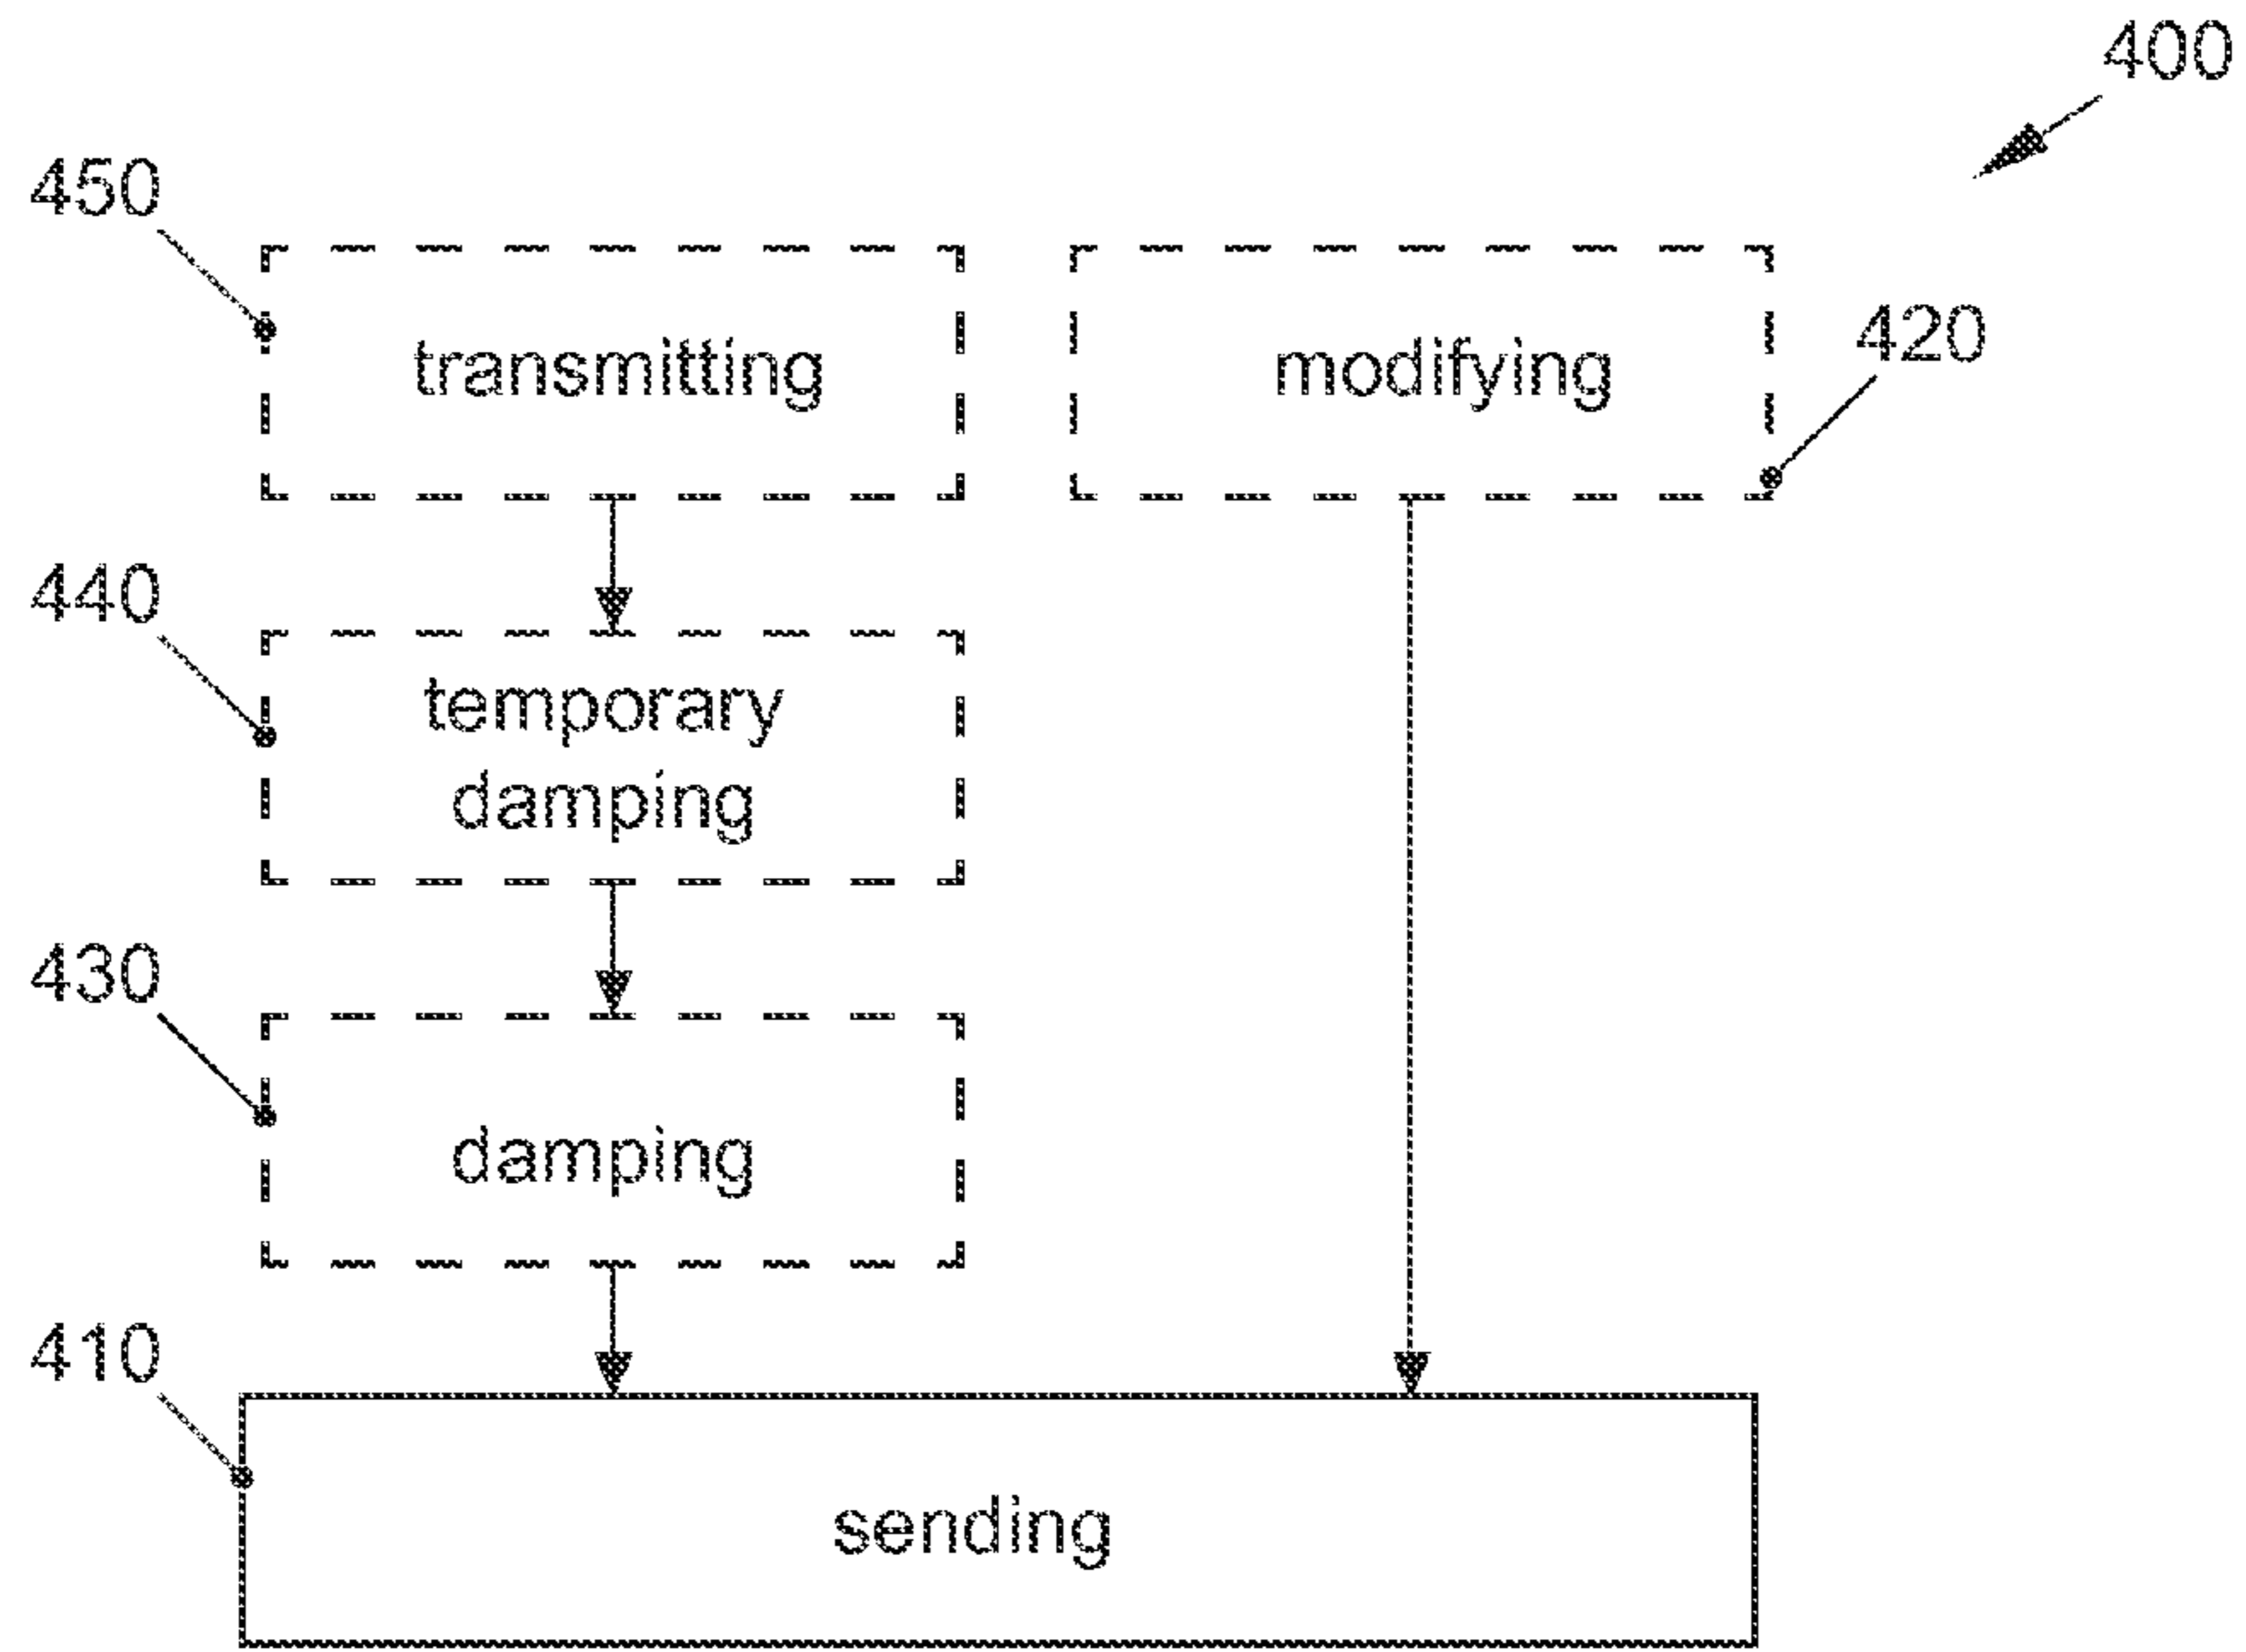 400
450
transmitting
modifying
420
440
temporary
damping
430
damping
410
sending